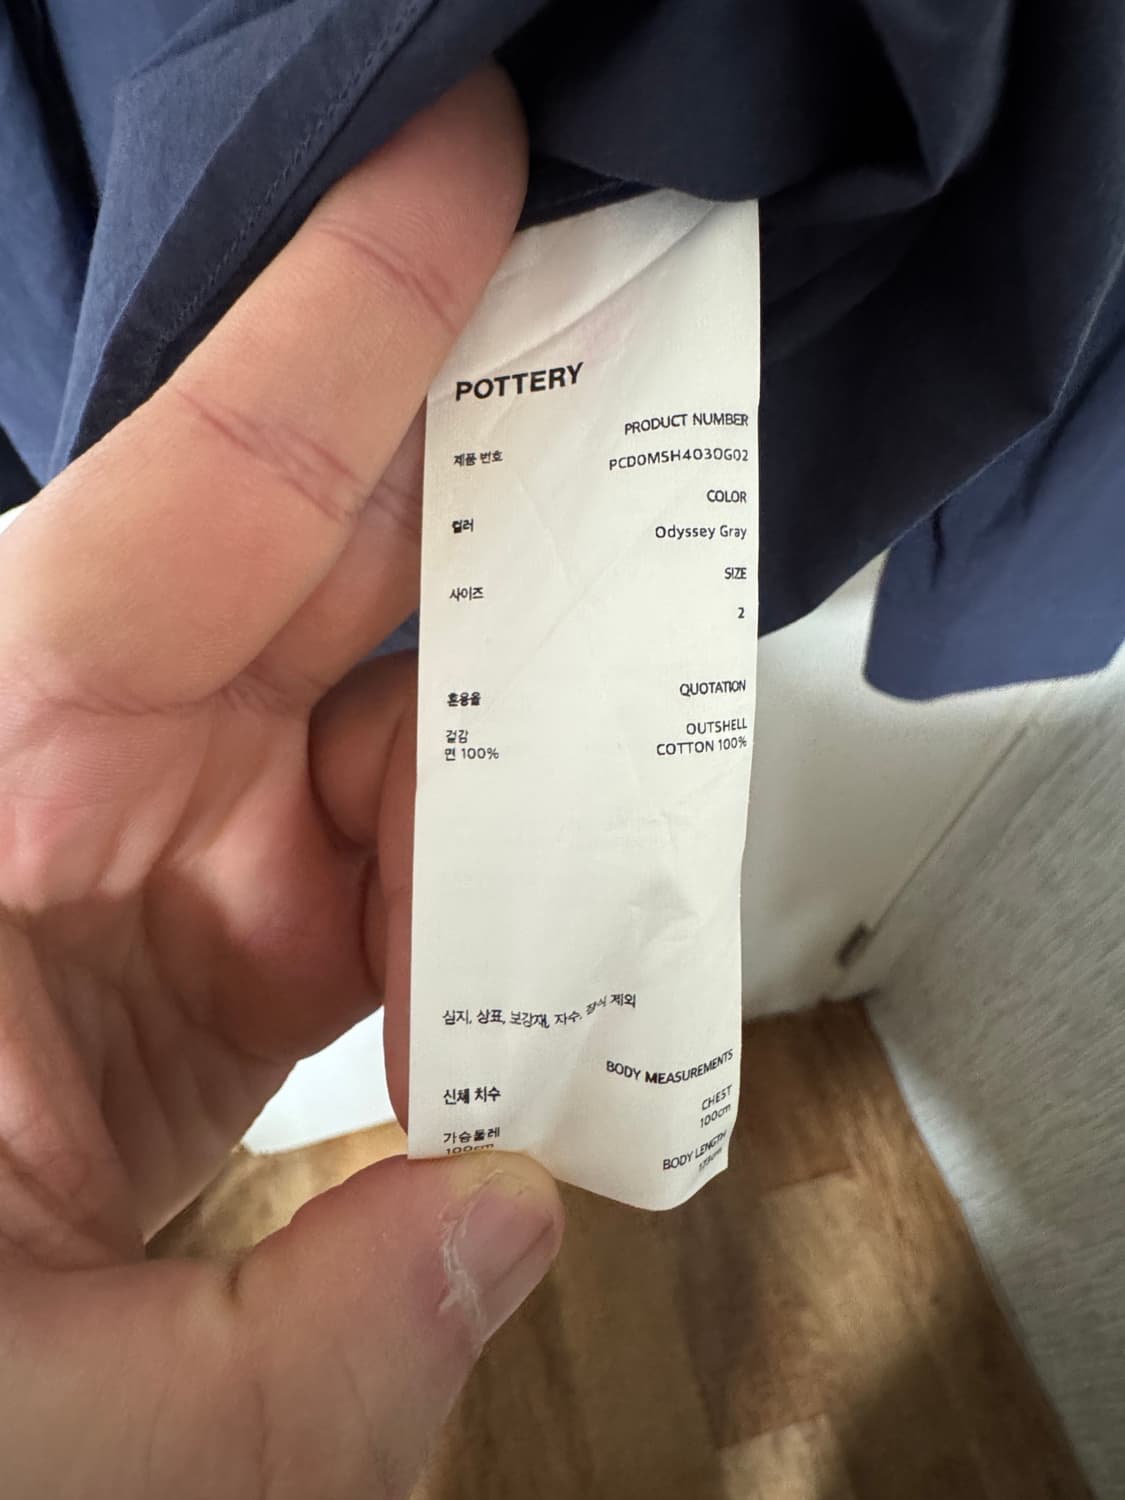 POTTERY
PRODUCT NUMBER
제품 번호
PCD0MSH4030G02
COLOR
컬러
Odyssey Gray
SIZE
사이즈
2
QUOTATION
혼용율
OUTSHELL
겉감
COTTON 100%
면 100%
심지, 상표, 보강재, 자수, 장식 제외
BODY MEASUREMENTS
신체 치수
CHEST
100cm
가슴둘레
100cm
BODY LENGTH